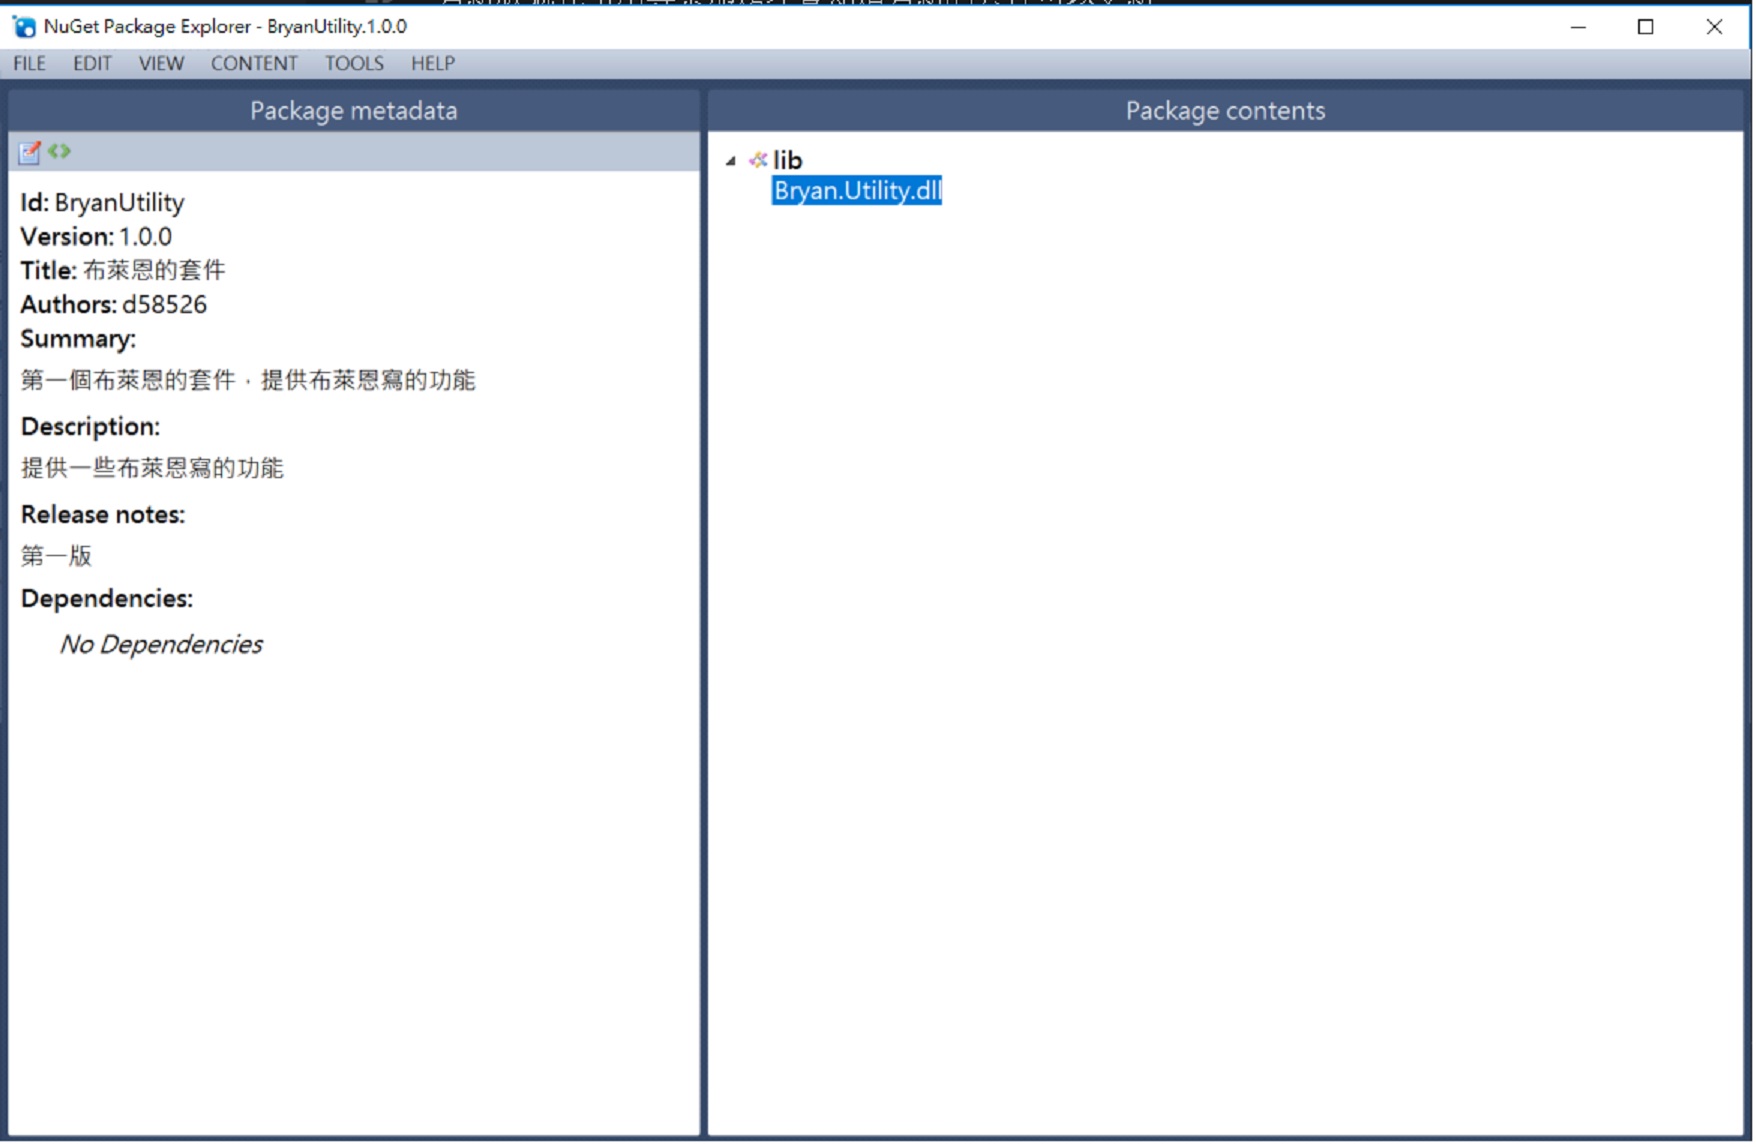 NuGet Package Explorer - BryanUtility.1.0.0
FILE EDIT VIEW CONTENT TOOLS HELP
Package metadata
Id: BryanUtility
Version: 1.0.0
Title: 布萊恩的套件
Authors: d58526
Summary:
第一個布萊恩的套件，提供布萊恩寫的功能
Description:
提供一些布萊恩寫的功能
Release notes:
第一版
Dependencies:
No Dependencies
Package contents
lib
Bryan.Utility.dll